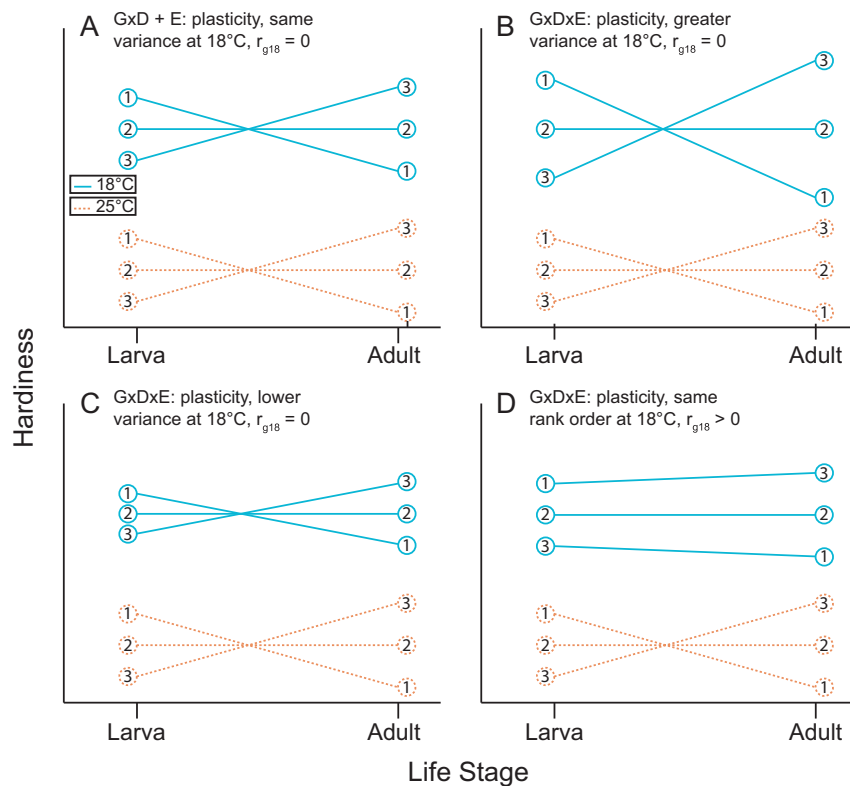 A
GxD + E: plasticity, same
variance at 18°C, rg18 = 0
1
2
3
3
2
1
18°C
25°C
1
2
3
3
2
1
Larva
Adult
B
GxDxE: plasticity, greater
variance at 18°C, rg18 = 0
1
2
3
3
2
1
1
2
3
3
2
1
Larva
Adult
Hardiness
C
GxDxE: plasticity, lower
variance at 18°C, rg18 = 0
1
2
3
3
2
1
1
2
3
3
2
1
Larva
Adult
D
GxDxE: plasticity, same
rank order at 18°C, rg18 > 0
1
2
3
3
2
1
1
2
3
3
2
1
Larva
Adult
Life Stage